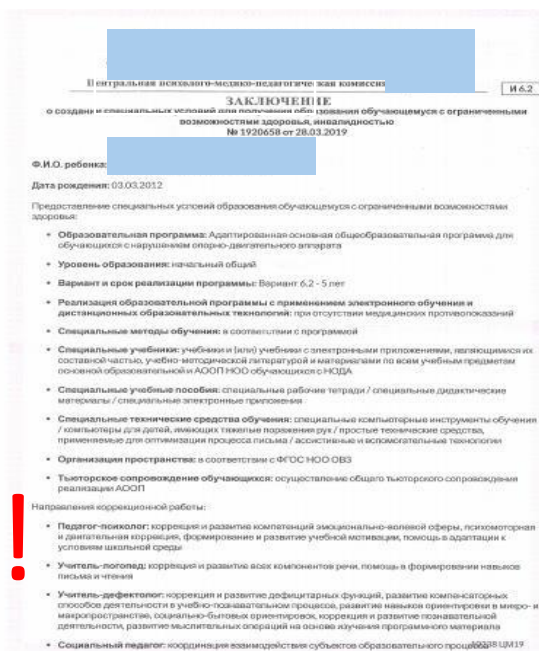 Центральная психолого-медико-педагогическая комиссия
И 6.2
ЗАКЛЮЧЕНИЕ
о создании специальных условий для получения образования обучающемуся с ограниченными
возможностями здоровья, инвалидностью
№ 1920658 от 28.03.2019
Ф.И.О. ребенка:
Дата рождения: 03.03.2012
Предоставление специальных условий образования обучающемуся с ограниченными возможностями
здоровья:
• Образовательная программа: Адаптированная основная общеобразовательная программа для
обучающихся с нарушением опорно-двигательного аппарата
• Уровень образования: начальный общий
• Вариант и срок реализации программы: Вариант 6.2 - 5 лет
• Реализация образовательной программы с применением электронного обучения и
дистанционных образовательных технологий: при отсутствии медицинских противопоказаний
• Специальные методы обучения: в соответствии с программой
• Специальные учебники: учебники и (или) учебники с электронными приложениями, являющимися их
составной частью, учебно-методической литературой и материалами по всем учебным предметам
основной образовательной и АООП НОО обучающихся с НОДА
• Специальные учебные пособия: специальные рабочие тетради / специальные дидактические
материалы / специальные электронные приложения
• Специальные технические средства обучения: специальные компьютерные инструменты обучения
/ компьютеры для детей, имеющих тяжелые поражения рук / простые технические средства,
применяемые для оптимизации процесса письма / ассистивные и вспомогательные технологии
• Организация пространства: в соответствии с ФГОС НОО ОВЗ
• Тьюторское сопровождение обучающихся: осуществление общего тьюторского сопровождения
реализации АООП
Направления коррекционной работы:
• Педагог-психолог: коррекция и развитие компетенций эмоционально-волевой сферы, психомоторная
и двигательная коррекция, формирование и развитие учебной мотивации, помощь в адаптации к
условиям школьной среды
• Учитель-логопед: коррекция и развитие всех компонентов речи, помощь в формировании навыков
письма и чтения
• Учитель-дефектолог: коррекция и развитие дефицитарных функций, развитие компенсаторных
способов деятельности в учебно-познавательном процессе, развитие навыков ориентировки в микро- и
макропространстве, социально-бытовых ориентировок, коррекция и развитие познавательной
деятельности, развитие мыслительных операций на основе изучения программного материала
• Социальный педагог: координация взаимодействия субъектов образовательного процесса
ЦМ19
!